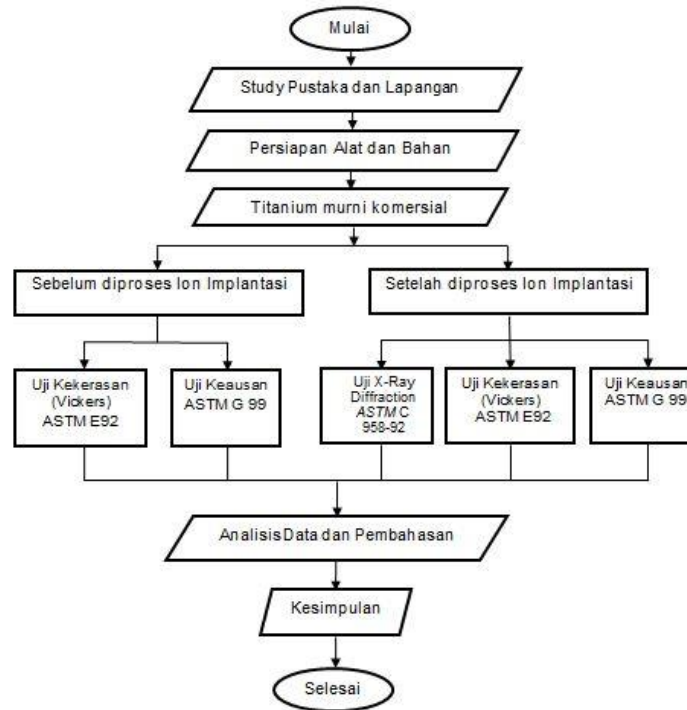 Mulai
Study Pustaka dan Lapangan
Persiapan Alat dan Bahan
Titanium murni komersial
Sebelum diproses Ion Implantasi
Setelah diproses Ion Implantasi
Uji Kekerasan
(Vickers)
ASTM E92
Uji Keausan
ASTM G 99
Uji X-Ray
Diffraction
ASTM C
958-92
Uji Kekerasan
(Vickers)
ASTM E92
Uji Keausan
ASTM G 99
Analisis Data dan Pembahasan
Kesimpulan
Selesai